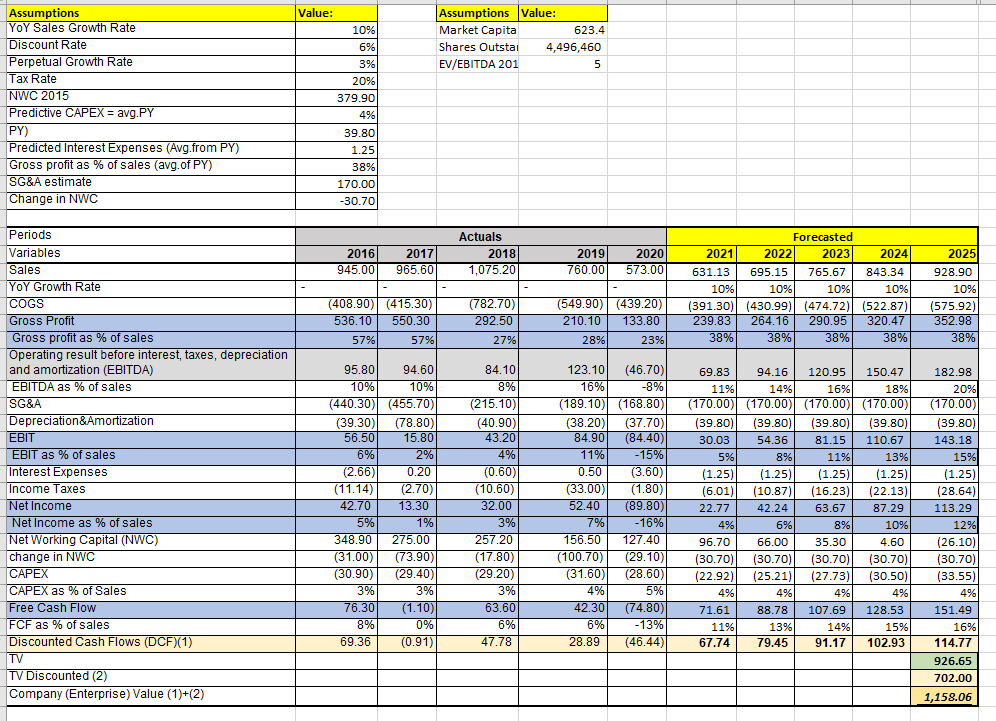 Assumptions Value: Assumptions Value:
YoY Sales Growth Rate 10% Market Capita 623.4
Discount Rate 6% Shares Outsta 4,496,460
Perpetual Growth Rate 3% EV/EBITDA 201 5
Tax Rate 20%
NWC 2015 379.90
Predictive CAPEX = avg.PY 4%
PY) 39.80
Predicted Interest Expenses (Avg.from PY) 1.25
Gross profit as % of sales (avg.of PY) 38%
SG&A estimate 170.00
Change in NWC -30.70
Periods Actuals Forecasted
Variables 2016 2017 2018 2019 2020 2021 2022 2023 2024 2025
Sales 945.00 965.60 1,075.20 760.00 573.00 631.13 695.15 765.67 843.34 928.90
YoY Growth Rate - - - - - 10% 10% 10% 10% 10%
COGS (408.90) (415.30) (782.70) (549.90) (439.20) (391.30) (430.99) (474.72) (522.87) (575.92)
Gross Profit 536.10 550.30 292.50 210.10 133.80 239.83 264.16 290.95 320.47 352.98
Gross profit as % of sales 57% 57% 27% 28% 23% 38% 38% 38% 38% 38%
Operating result before interest, taxes, depreciation
and amortization (EBITDA) 95.80 94.60 84.10 123.10 (46.70) 69.83 94.16 120.95 150.47 182.98
EBITDA as % of sales 10% 10% 8% 16% -8% 11% 14% 16% 18% 20%
SG&A (440.30) (455.70) (215.10) (189.10) (168.80) (170.00) (170.00) (170.00) (170.00) (170.00)
Depreciation&Amortization (39.30) (78.80) (40.90) (38.20) (37.70) (39.80) (39.80) (39.80) (39.80) (39.80)
EBIT 56.50 15.80 43.20 84.90 (84.40) 30.03 54.36 81.15 110.67 143.18
EBIT as % of sales 6% 2% 4% 11% -15% 5% 8% 11% 13% 15%
Interest Expenses (2.66) 0.20 (0.60) 0.50 (3.60) (1.25) (1.25) (1.25) (1.25) (1.25)
Income Taxes (11.14) (2.70) (10.60) (33.00) (1.80) (6.01) (10.87) (16.23) (22.13) (28.64)
Net Income 42.70 13.30 32.00 52.40 (89.80) 22.77 42.24 63.67 87.29 113.29
Net Income as % of sales 5% 1% 3% 7% -16% 4% 6% 8% 10% 12%
Net Working Capital (NWC) 348.90 275.00 257.20 156.50 127.40 96.70 66.00 35.30 4.60 (26.10)
change in NWC (31.00) (73.90) (17.80) (100.70) (29.10) (30.70) (30.70) (30.70) (30.70) (30.70)
CAPEX (30.90) (29.40) (29.20) (31.60) (28.60) (22.92) (25.21) (27.73) (30.50) (33.55)
CAPEX as % of Sales 3% 3% 3% 4% 5% 4% 4% 4% 4% 4%
Free Cash Flow 76.30 (1.10) 63.60 42.30 (74.80) 71.61 88.78 107.69 128.53 151.49
FCF as % of sales 8% 0% 6% 6% -13% 11% 13% 14% 15% 16%
Discounted Cash Flows (DCF)(1) 69.36 (0.91) 47.78 28.89 (46.44) 67.74 79.45 91.17 102.93 114.77
TV 926.65
TV Discounted (2) 702.00
Company (Enterprise) Value (1)+(2) 1,158.06